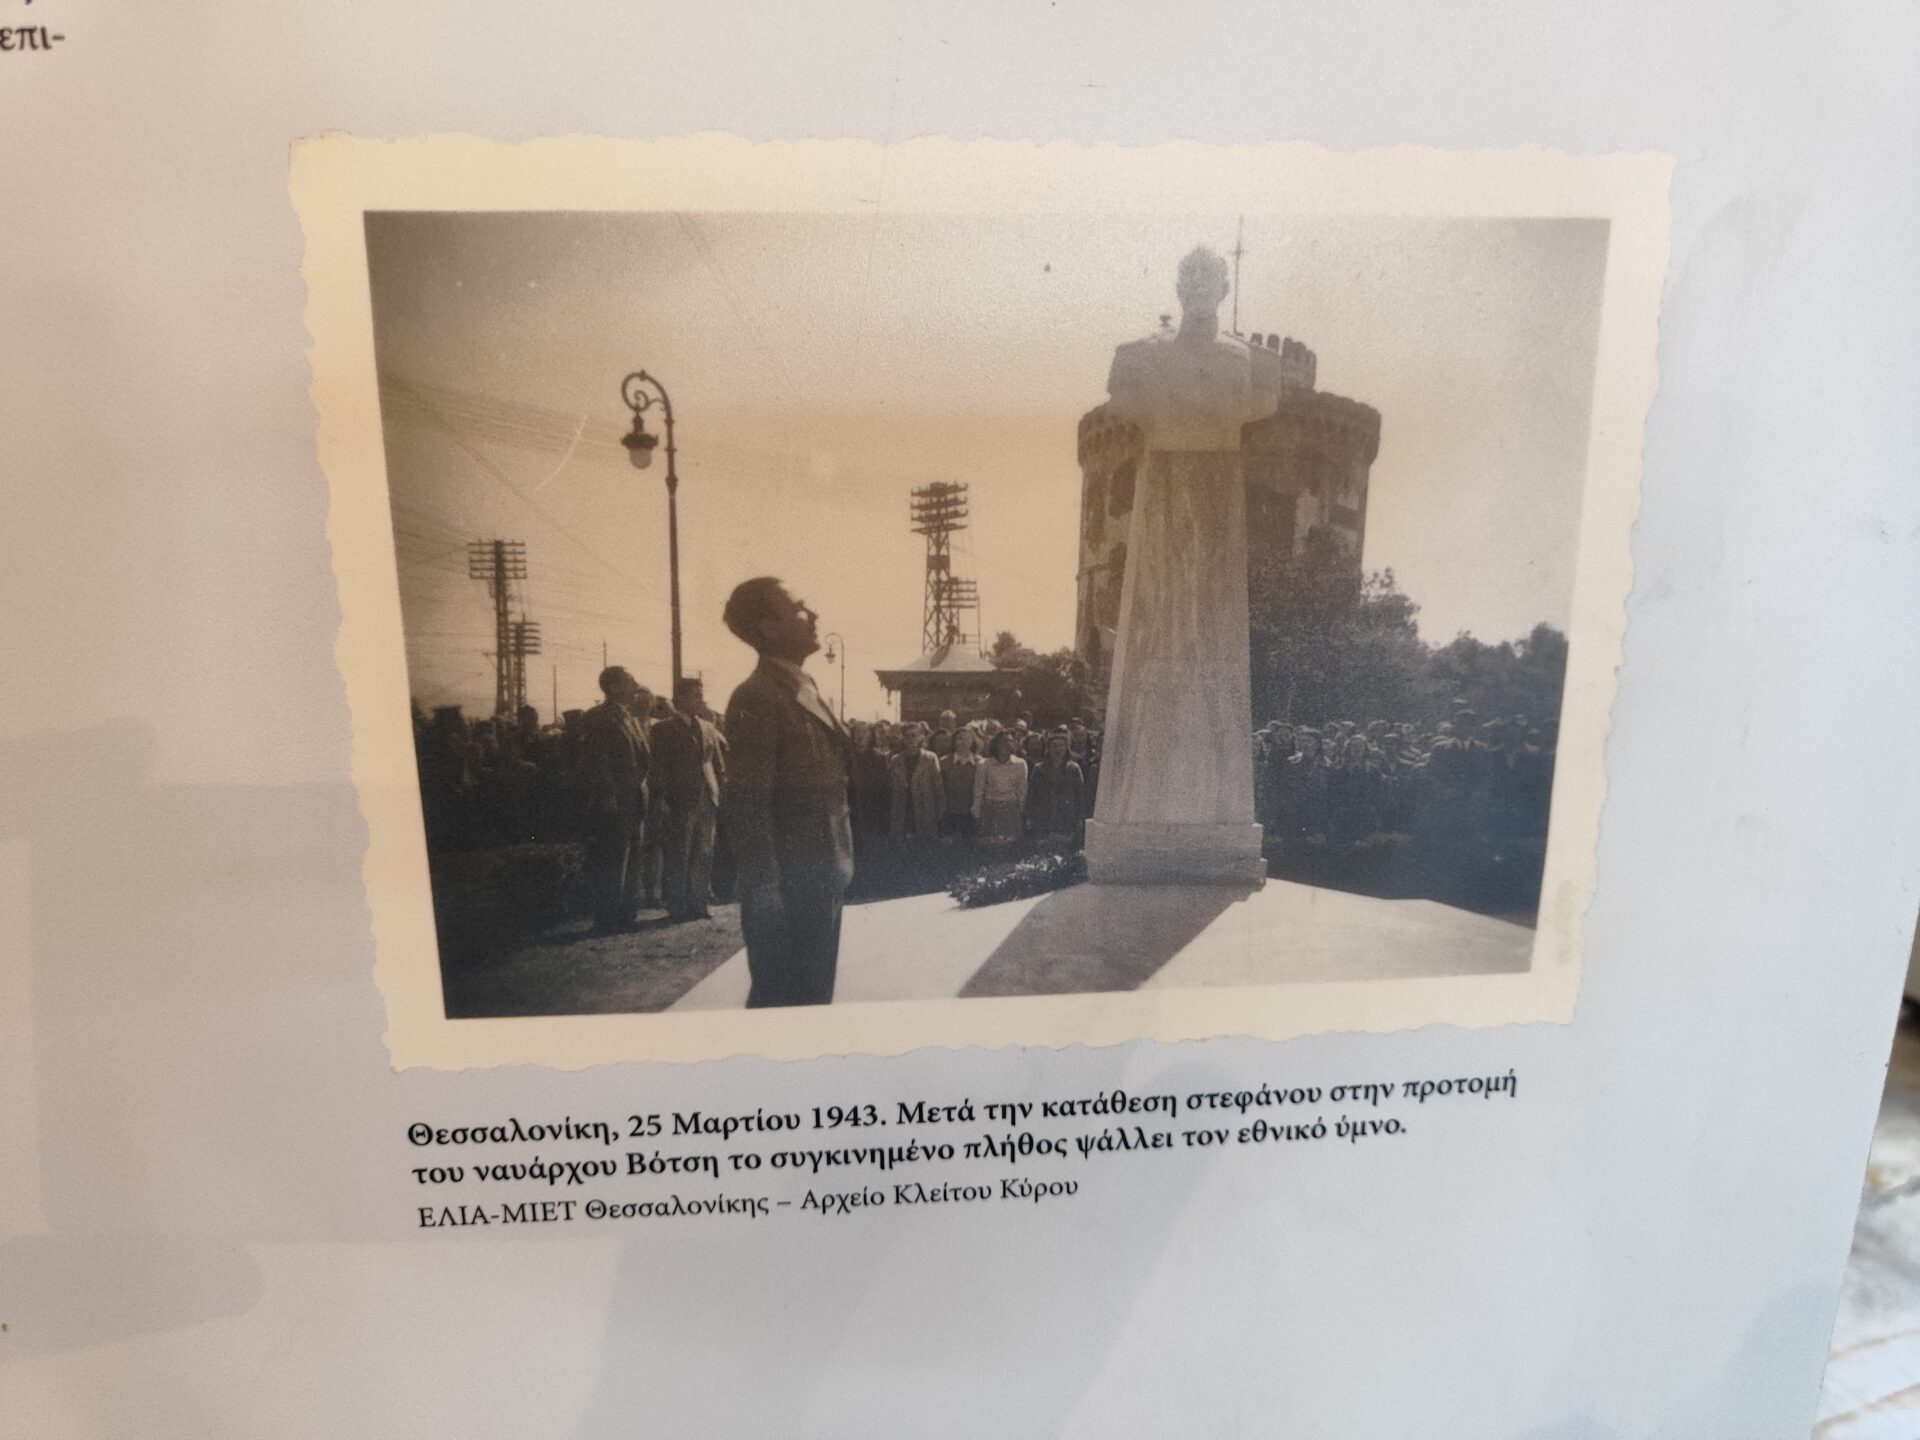 επι-
Θεσσαλονίκη, 25 Μαρτίου 1943. Μετά την κατάθεση στεφάνου στην προτομή
του ναυάρχου Βότση το συγκινημένο πλήθος ψάλλει τον εθνικό ύμνο.
ΕΛΙΑ-ΜΙΕΤ Θεσσαλονίκης – Αρχείο Κλείτου Κύρου